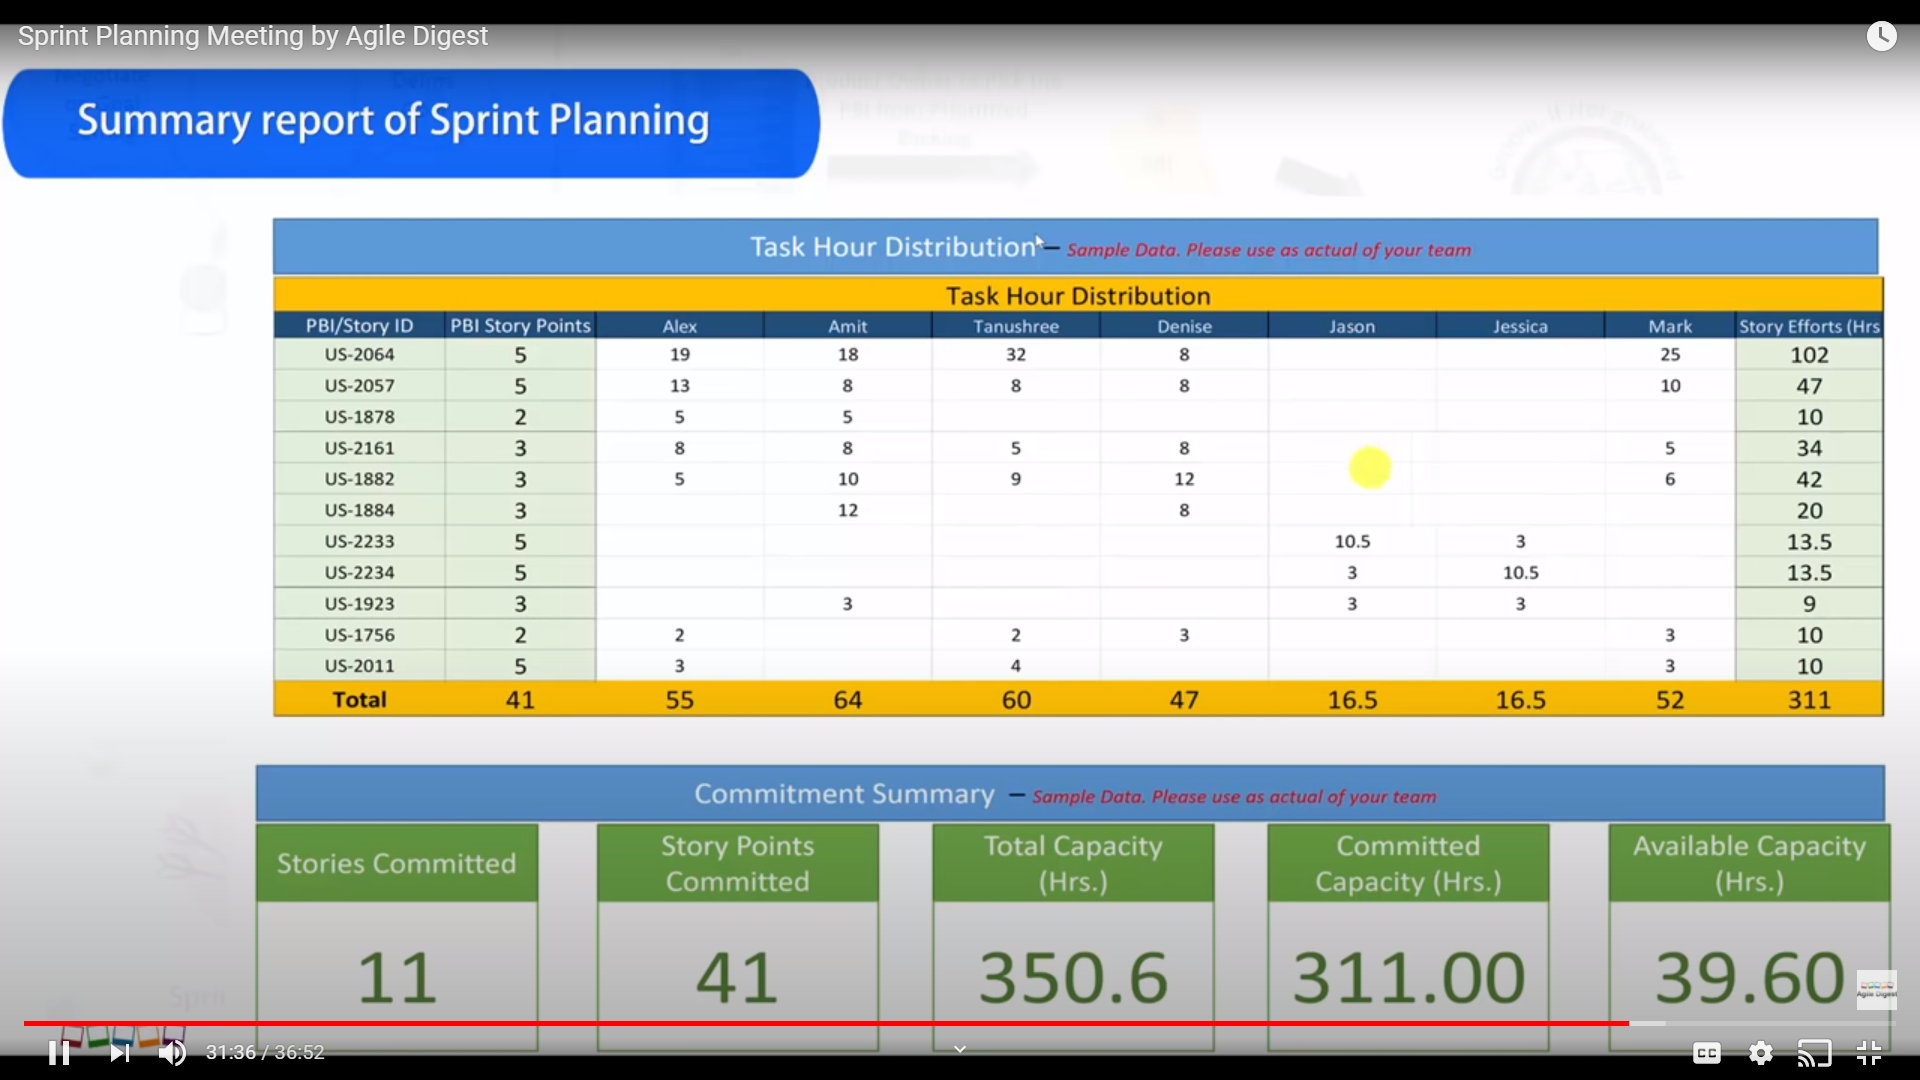 Sprint Planning Meeting by Agile Digest
Summary report of Sprint Planning
Task Hour Distribution – Sample Data. Please use as actual of your team
Task Hour Distribution
PBI/Story ID PBI Story Points Alex Amit Tanushree Denise Jason Jessica Mark Story Efforts (Hrs
US-2064 5 19 18 32 8 25 102
US-2057 5 13 8 8 8 10 47
US-1878 2 5 5 10
US-2161 3 8 8 5 8 5 34
US-1882 3 5 10 9 12 6 42
US-1884 3 12 8 20
US-2233 5 10.5 3 13.5
US-2234 5 3 10.5 13.5
US-1923 3 3 3 3 9
US-1756 2 2 2 3 3 10
US-2011 5 3 4 3 10
Total 41 55 64 60 47 16.5 16.5 52 311
Commitment Summary – Sample Data. Please use as actual of your team
Stories Committed
11
Story Points
Committed
41
Total Capacity
(Hrs.)
350.6
Committed
Capacity (Hrs.)
311.00
Available Capacity
(Hrs.)
39.60
Agile Digest
31:36 / 36:52
CC